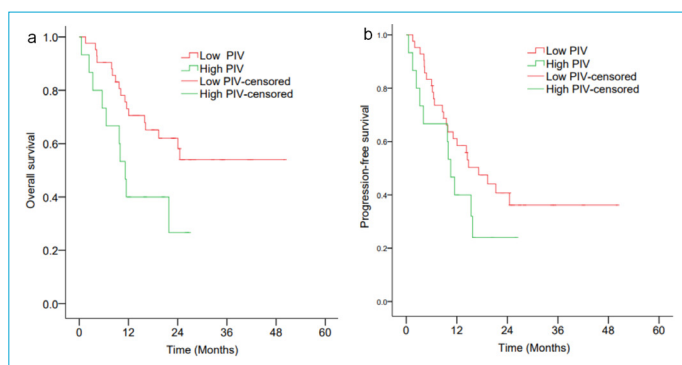 a
Low PIV
High PIV
Low PIV-censored
High PIV-censored
Overall survival
1.0
0.8
0.6
0.4
0.2
0.0
0 12 24 36 48 60
Time (Months)
b
Low PIV
High PIV
Low PIV-censored
High PIV-censored
Progression-free survival
1.0
0.8
0.6
0.4
0.2
0.0
0 12 24 36 48 60
Time (Months)